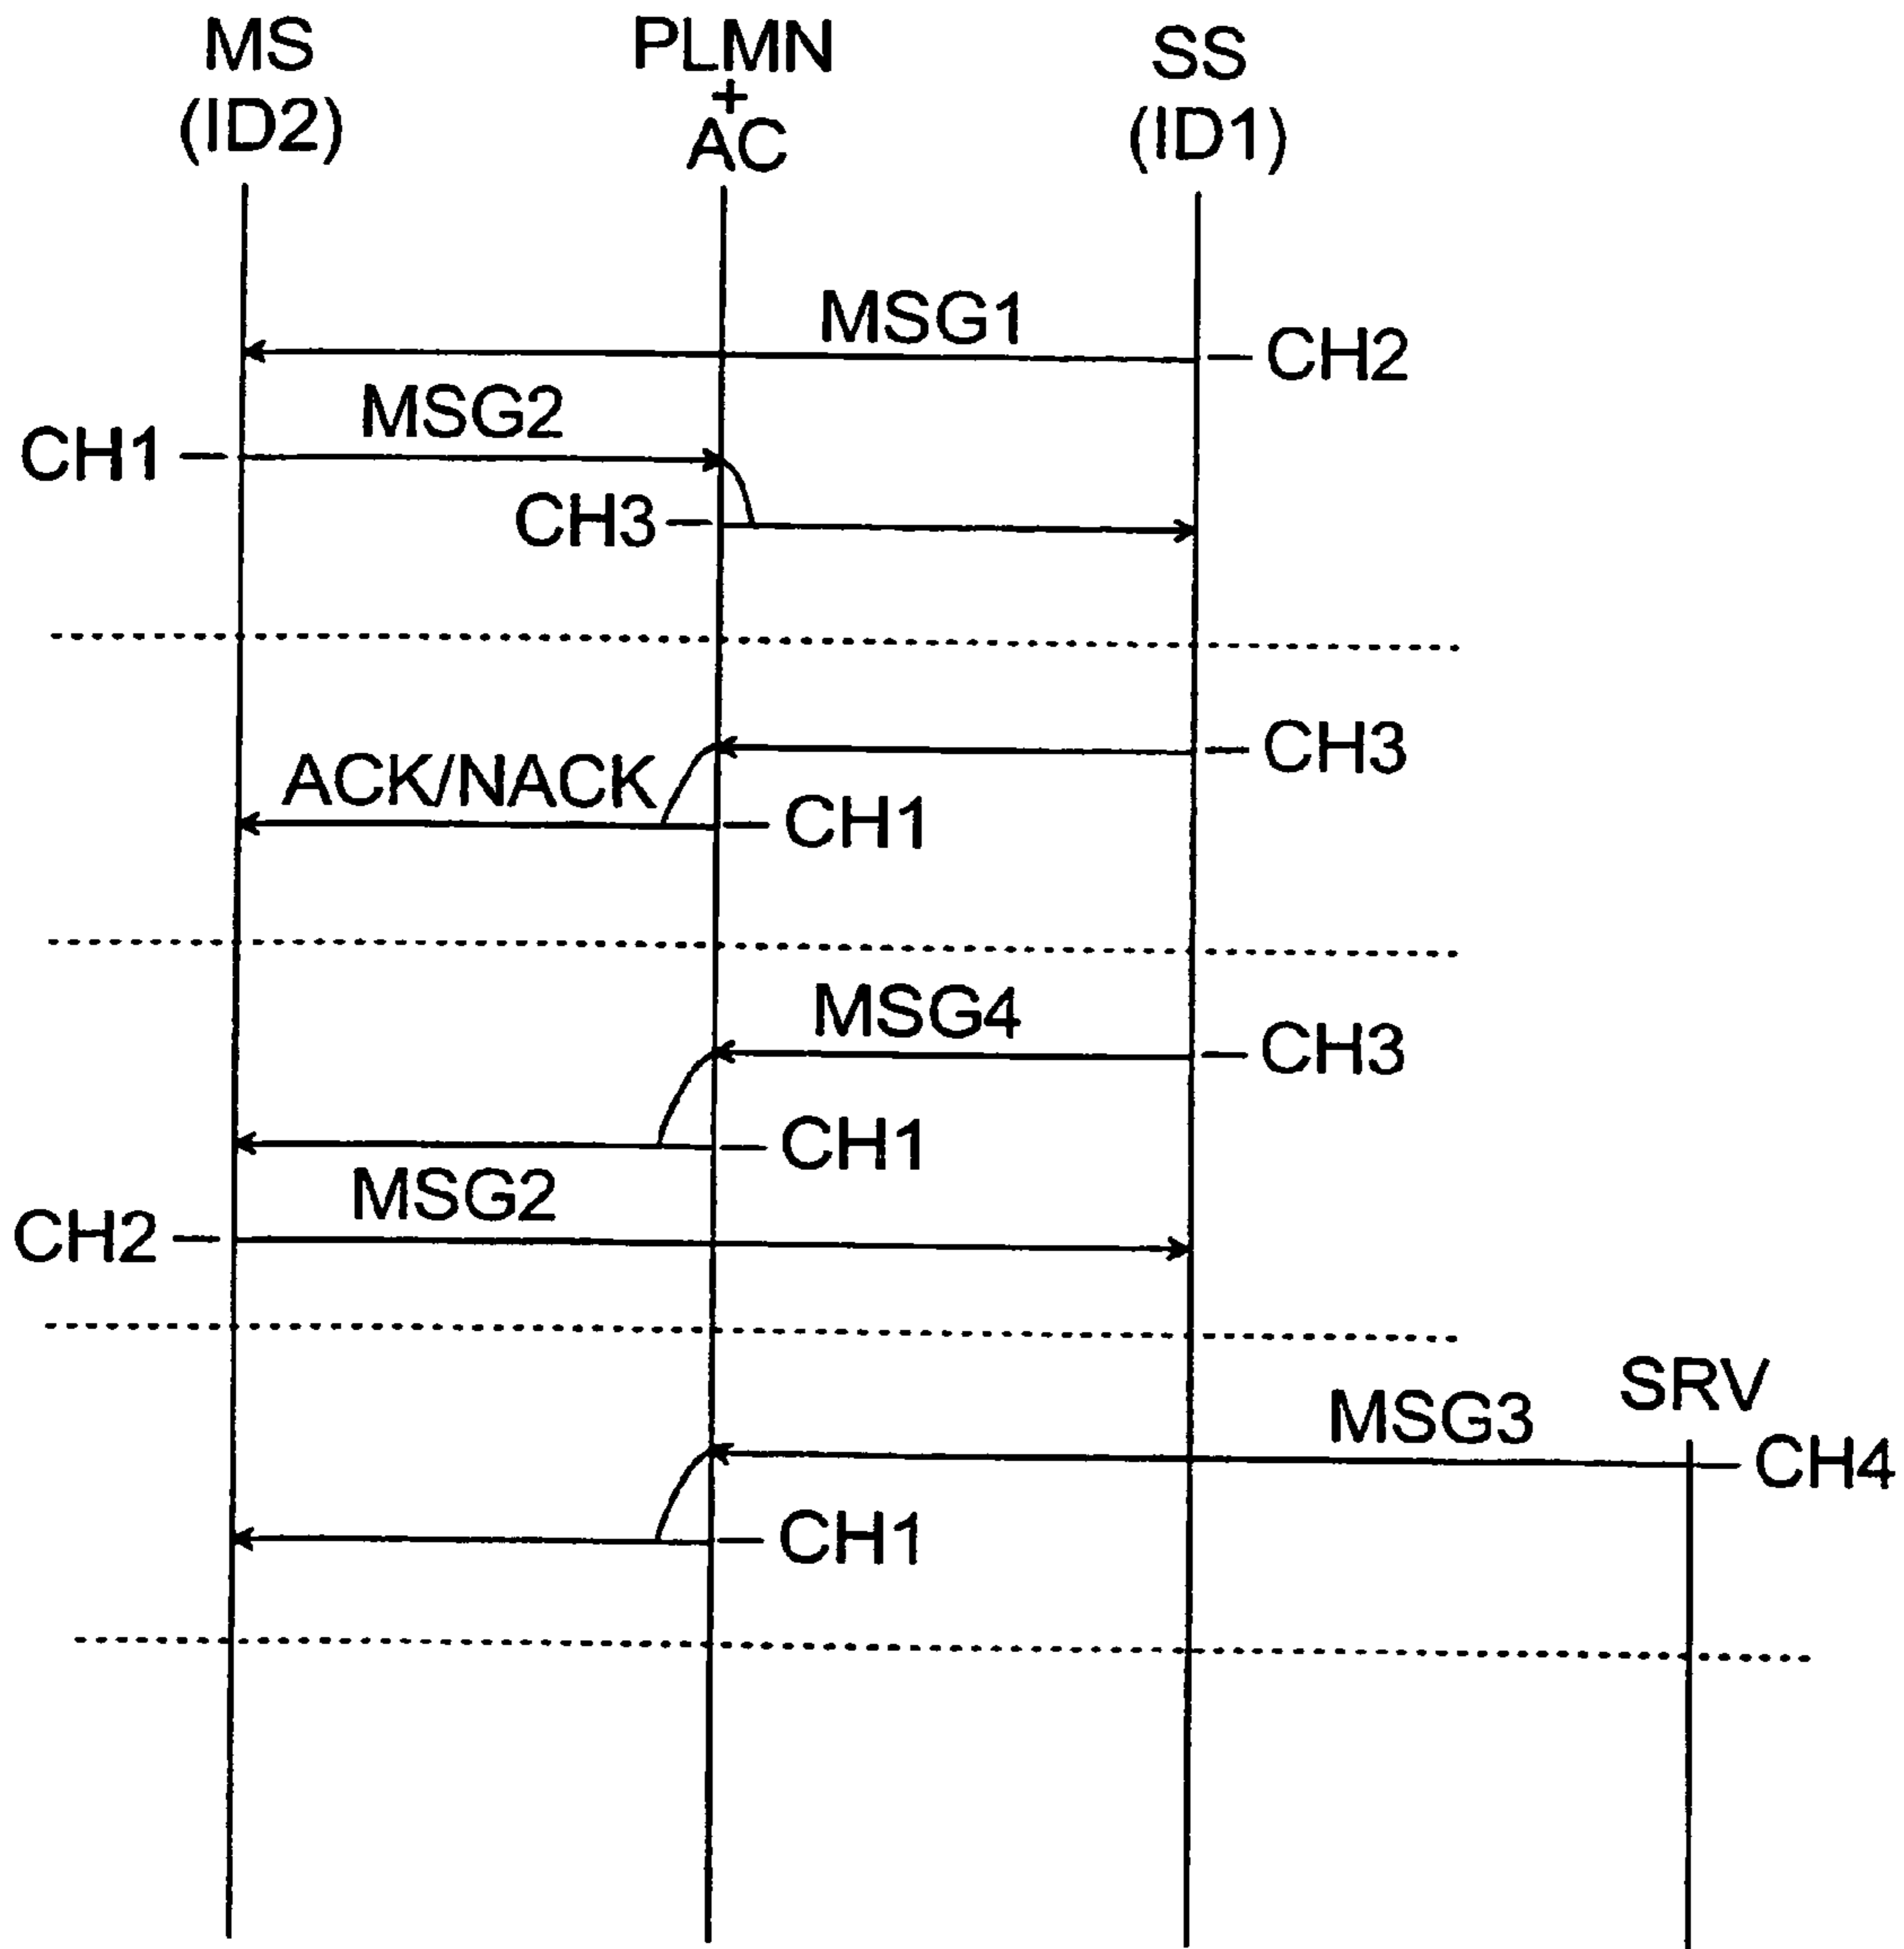 MS
(ID2)
PLMN
+
AC
SS
(ID1)
MSG1
CH2
MSG2
CH1
CH3
CH3
ACK/NACK
CH1
MSG4
CH3
CH1
MSG2
CH2
SRV
MSG3
CH4
CH1